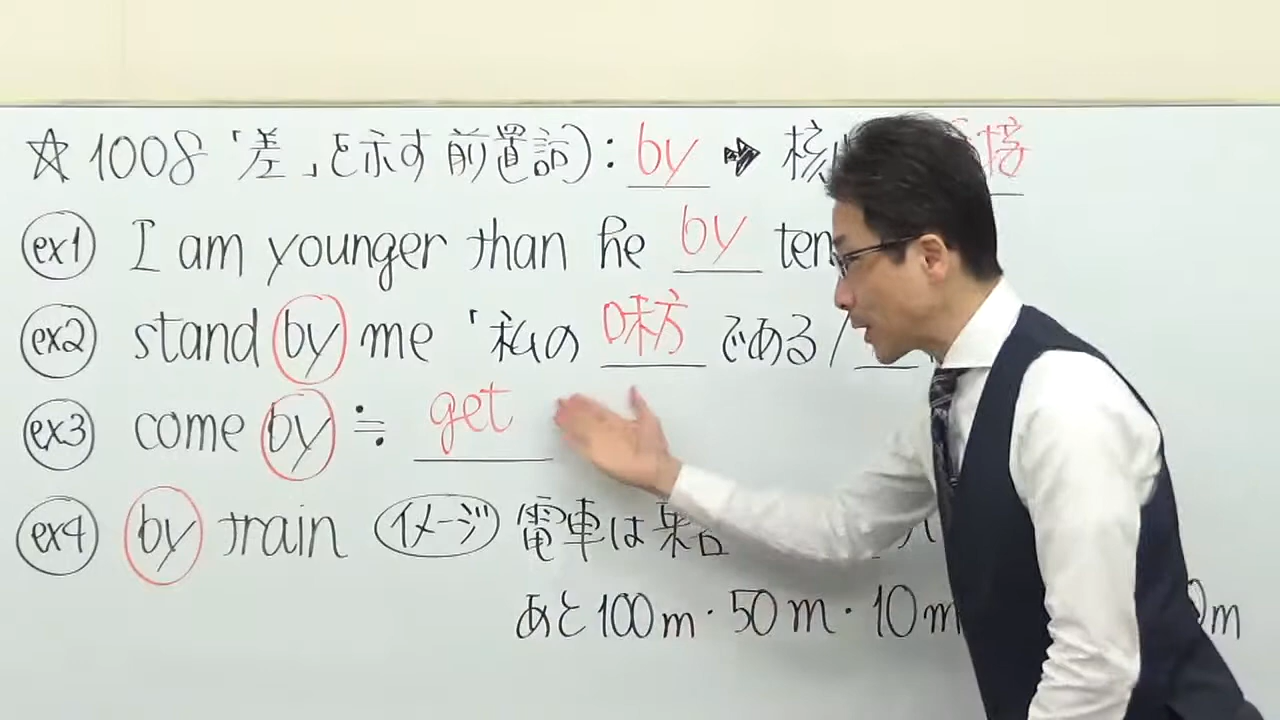 ☆1008「差」を示す前置詞):by ➡ 核 接
ex1 I am younger than he by ten
ex2 stand by me「私の味方である/
ex3 come by ≒ get
ex4 by train イメージ 電車は
あと100m・50m・10m 0m